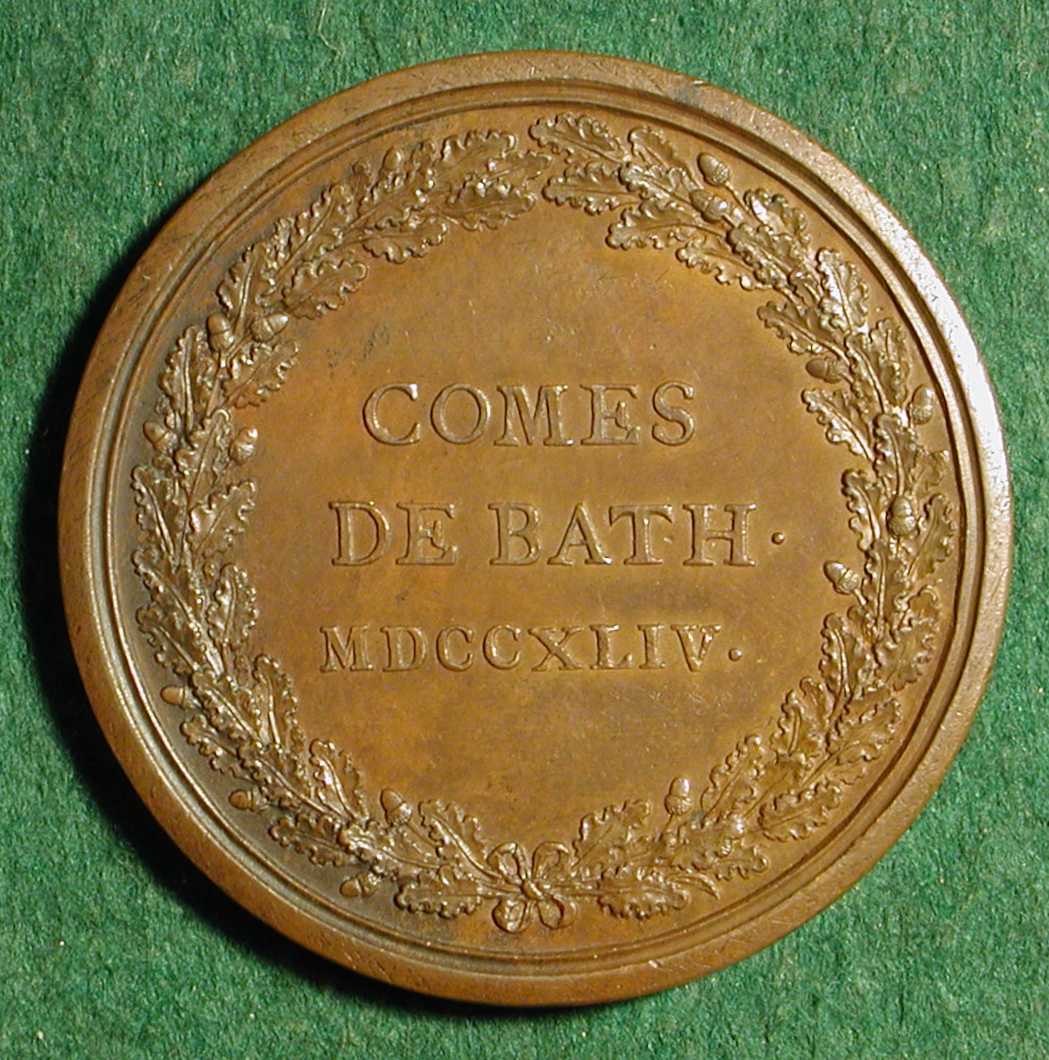 COMES
DE BATH·
MDCCXLIV·